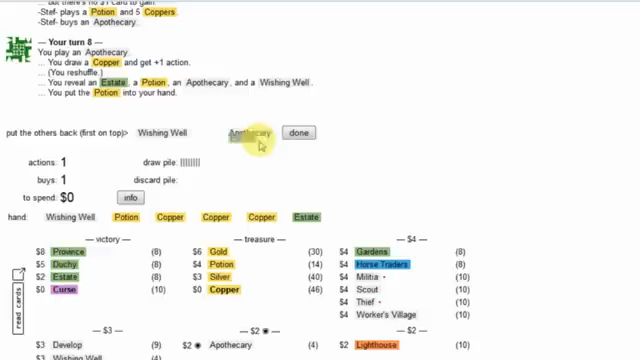 ... but there's no $1 card to gain.
-Stef- plays a Potion and 5 Coppers.
-Stef- buys an Apothecary.
— Your turn 8 —
You play an Apothecary.
... You draw a Copper and get +1 action.
... (You reshuffle.)
... You reveal an Estate, a Potion, an Apothecary, and a Wishing Well.
... You put the Potion into your hand.
put the others back (first on top)> Wishing Well Apothecary done
actions: 1 draw pile: ||||||||
buys: 1 discard pile:
to spend: $0 info
hand: Wishing Well Potion Copper Copper Copper Estate
— victory — — treasure — — $4 —
$8 Province (8) $6 Gold (30) $4 Gardens (8)
$5 Duchy (8) $4 Potion (14) $4 Horse Traders (8)
$2 Estate (8) $3 Silver (40) $4 Militia (10)
$0 Curse (10) $0 Copper (46) $4 Scout (10)
$4 Thief (10)
$4 Worker's Village (10)
read cards
— $3 — — $2 ◉ — — $2 —
$3 Develop (9) $2 ◉ Apothecary (4) $2 Lighthouse (10)
$3 Wishing Well